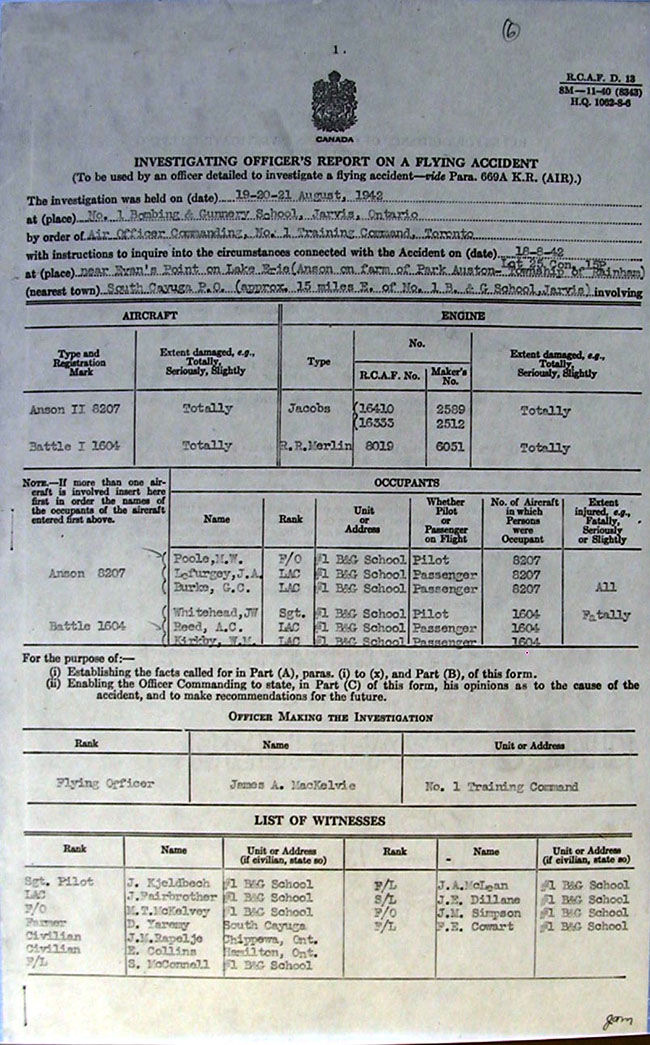 6
1.
CANADA
R.C.A.F. D. 13
8M—11-40 (8343)
H.Q. 1062-8-6
INVESTIGATING OFFICER'S REPORT ON A FLYING ACCIDENT
(To be used by an officer detailed to investigate a flying accident—vide Para. 669A K.R. (AIR).)
The investigation was held on (date) 19-20-21 August, 1942
at (place) No. 1 Bombing & Gunnery School, Jarvis, Ontario
by order of Air Officer Commanding, No. 1 Training Command, Toronto
with instructions to inquire into the circumstances connected with the Accident on (date) 18-8-42
Lot 25, Con. 
at (place) near Evan's Point on Lake Erie (Anson on farm of Park Auston- Township of Rainham)
(nearest town) South Cayuga P.O. (approx. 15 miles E. of No. 1 B. & G School, Jarvis) involving
AIRCRAFT ENGINE
Type and Registration Mark
Extent damaged, e.g., Totally, Seriously, Slightly
Type
No.
R.C.A.F. No.
Maker's No.
Extent damaged, e.g., Totally, Seriously, Slightly
Anson II 8207 Totally Jacobs (16410 2589 Totally
(16333 2512
Battle I 1604 Totally R.R.Merlin 8019 6051 Totally
NOTE.—If more than one aircraft is involved insert here first in order the names of the occupants of the aircraft entered first above.
OCCUPANTS
Name
Rank
Unit or Address
Whether Pilot or Passenger on Flight
No. of Aircraft in which Persons were Occupant
Extent injured, e.g., Fatally, Seriously or Slightly
Poole,M.W. F/O #1 B&G School Pilot 8207
Anson 8207 Lefurgey,J.A. LAC #1 B&G School Passenger 8207
Burke, G.C. LAC #1 B&G School Passenger 8207 All
Whitehead,JW Sgt. #1 B&G School Pilot 1604 Fatally
Battle 1604 Reed, A.C. LAC #1 B&G School Passenger 1604
Kirkby, W.M. LAC #1 B&G School Passenger 1604
For the purpose of:—
(i) Establishing the facts called for in Part (A), paras. (i) to (x), and Part (B), of this form.
(ii) Enabling the Officer Commanding to state, in Part (C) of this form, his opinions as to the cause of the
accident, and to make recommendations for the future.
OFFICER MAKING THE INVESTIGATION
Rank Name Unit or Address
Flying Officer James A. MacKelvie No. 1 Training Command
LIST OF WITNESSES
Rank Name Unit or Address (if civilian, state so) Rank - Name Unit or Address (if civilian, state so)
Sgt. Pilot J. Kjeldbech #1 B&G School F/L J.A.McLean #1 B&G School
LAC J.Fairbrother #1 B&G School S/L J.E. Dillane #1 B&G School
F/O M.T.McKelvey #1 B&G School F/O J.M. Simpson #1 B&G School
Farmer D. Yaremy South Cayuga F/L F.E. Cowart #1 B&G School
Civilian J.M.Rapelje Chippewa, Ont.
Civilian E. Collins Hamilton, Ont.
F/L S. McConnell #1 B&G School